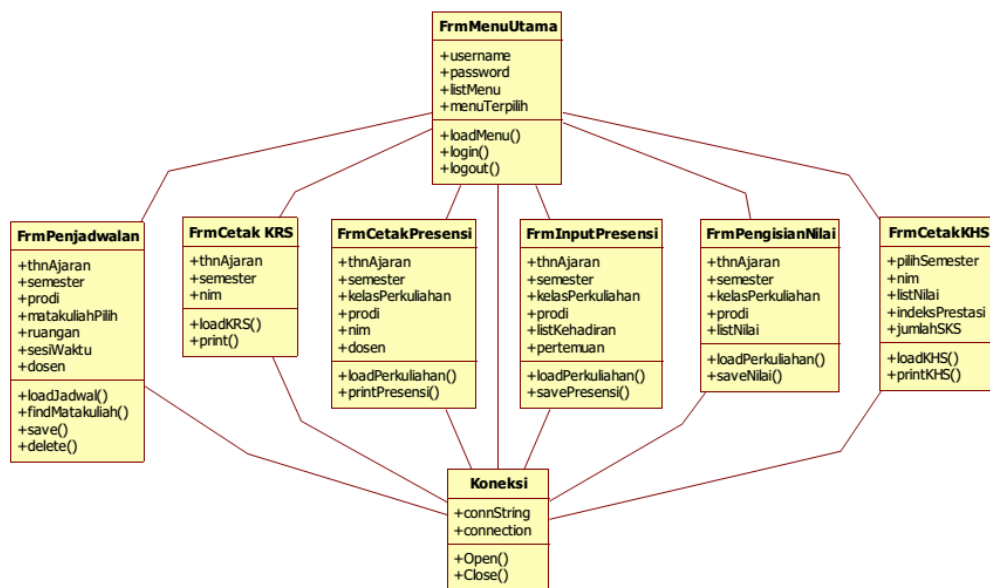 FrmMenuUtama
+username
+password
+listMenu
+menuTerpilih
+loadMenu()
+login()
+logout()
FrmPenjadwalan
+thnAjaran
+semester
+prodi
+matakuliahPilih
+ruangan
+sesiWaktu
+dosen
+loadJadwal()
+findMatakuliah()
+save()
+delete()
FrmCetak KRS
+thnAjaran
+semester
+nim
+loadKRS()
+print()
FrmCetakPresensi
+thnAjaran
+semester
+kelasPerkuliahan
+prodi
+nim
+dosen
+loadPerkuliahan()
+printPresensi()
FrmInputPresensi
+thnAjaran
+semester
+kelasPerkuliahan
+prodi
+listKehadiran
+pertemuan
+loadPerkuliahan()
+savePresensi()
FrmPengisianNilai
+thnAjaran
+semester
+kelasPerkuliahan
+prodi
+listNilai
+loadPerkuliahan()
+saveNilai()
FrmCetakKHS
+pilihSemester
+nim
+listNilai
+indeksPrestasi
+jumlahSKS
+loadKHS()
+printKHS()
Koneksi
+connString
+connection
+Open()
+Close()